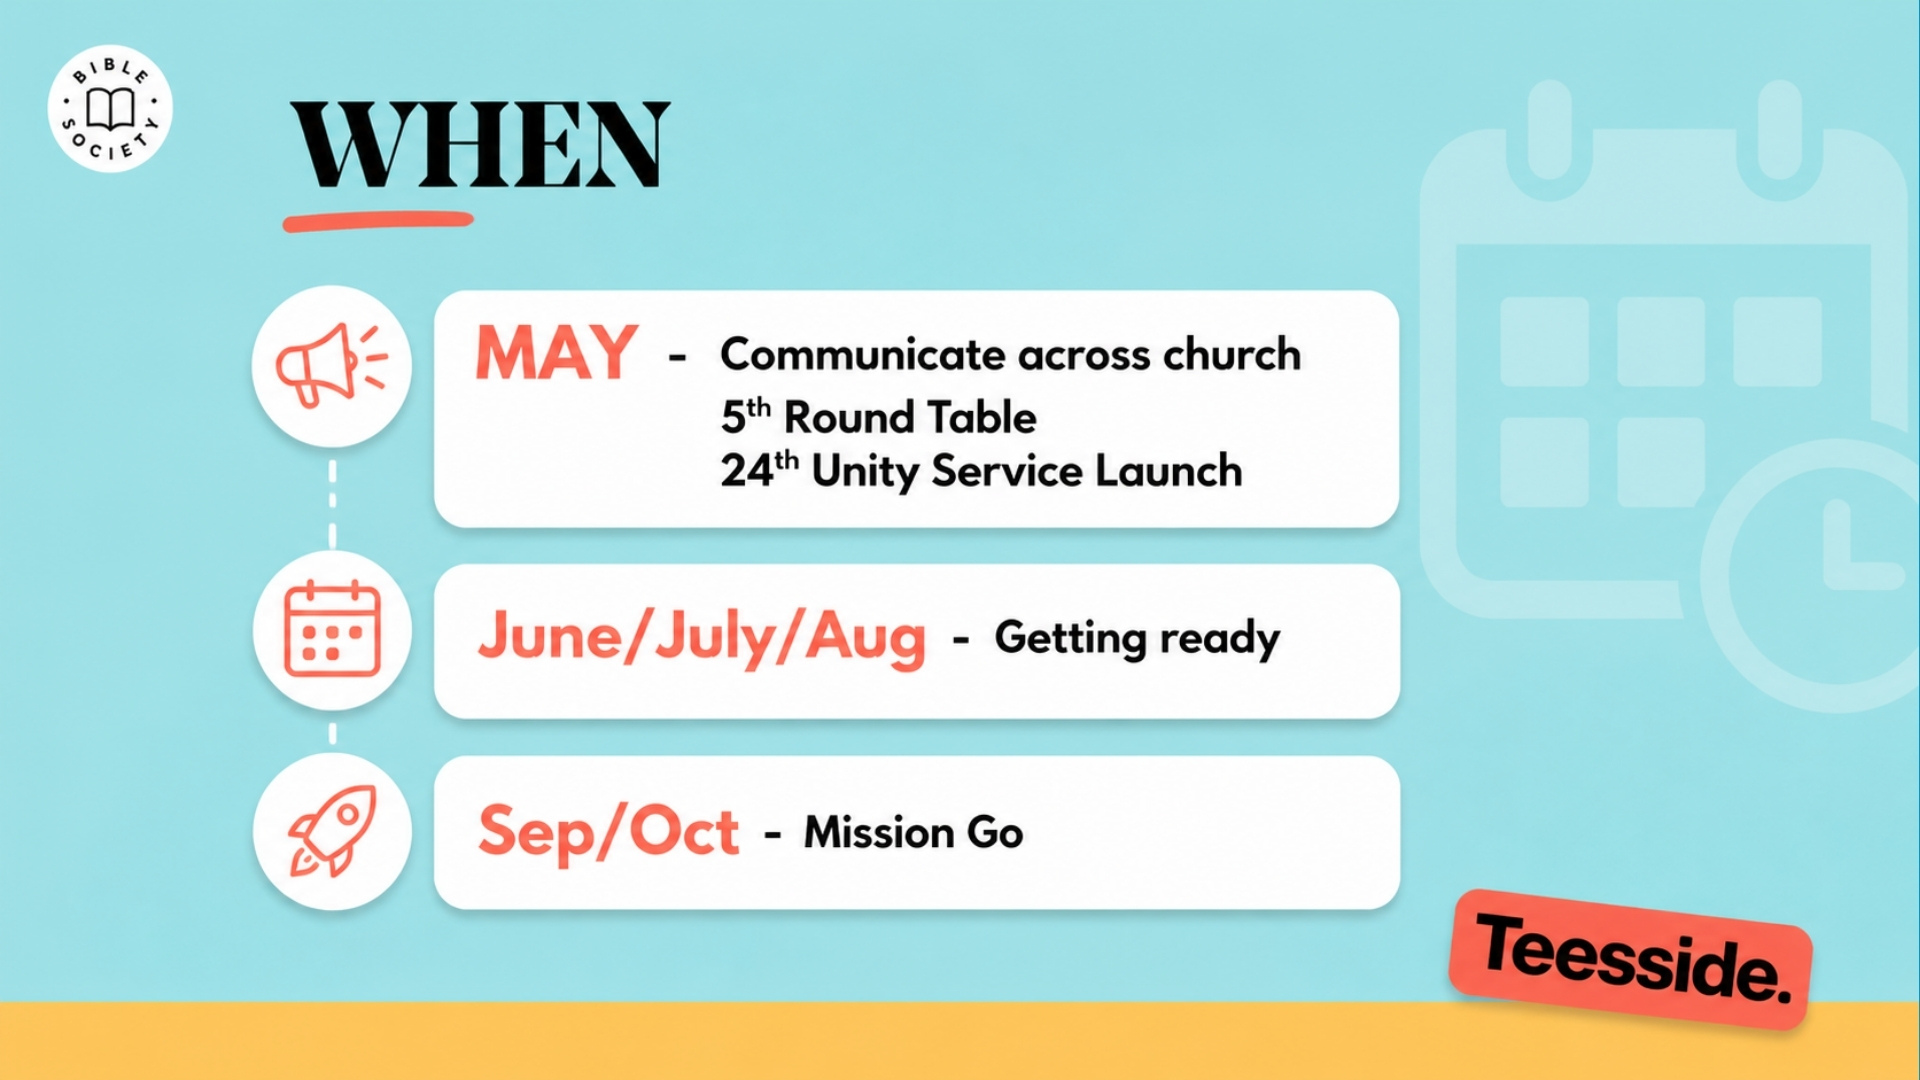 BIBLE
SOCIETY
WHEN
MAY - Communicate across church
5th Round Table
24th Unity Service Launch
June/July/Aug - Getting ready
Sep/Oct - Mission Go
Teesside.